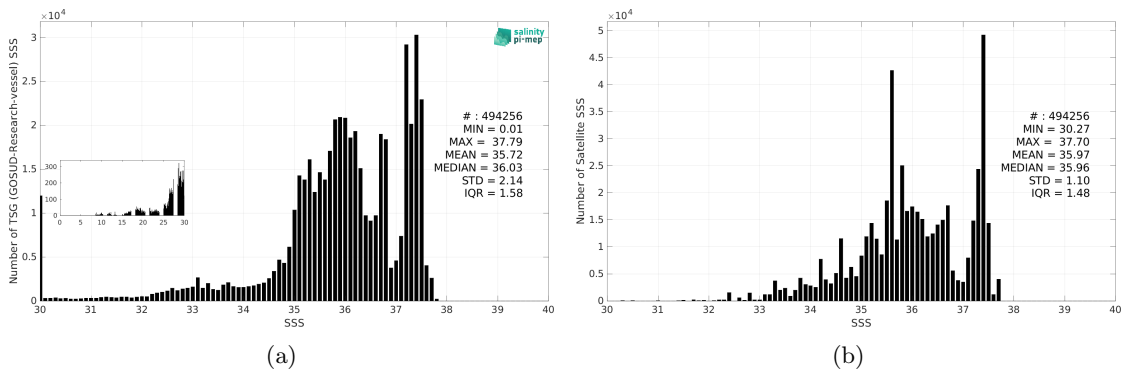 ×10⁴
3
2.5
2
1.5
1
0.5
0
Number of TSG (GOSUD-Research-vessel) SSS
salinity
pi-mep
# : 494256
MIN = 0.01
MAX = 37.79
MEAN = 35.72
MEDIAN = 36.03
STD = 2.14
IQR = 1.58
300
200
100
0
0 5 10 15 20 25 30
30 31 32 33 34 35 36 37 38 39 40
SSS
(a)
×10⁴
5
4.5
4
3.5
3
2.5
2
1.5
1
0.5
0
Number of Satellite SSS
# : 494256
MIN = 30.27
MAX = 37.70
MEAN = 35.97
MEDIAN = 35.96
STD = 1.10
IQR = 1.48
30 31 32 33 34 35 36 37 38 39 40
SSS
(b)